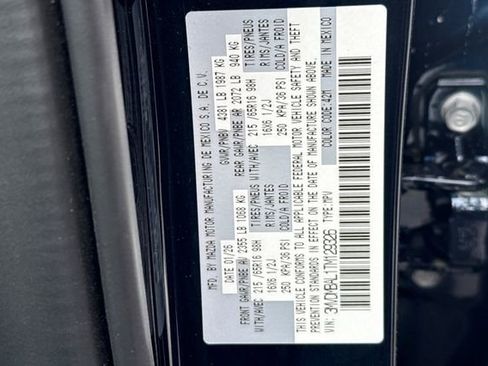 MFD. BY MAZDA MOTOR MANUFACTURING DE MEXICO S.A. DE C.V.
DATE 01/26 GVWR/PNBV 4381 LB 1987 KG
FRONT GAWR/PNBE AV 2355 LB 1068 KG REAR GAWR/PNBE AR 2072 LB 940 KG
WITH/AVEC 215 /65R16 98H TIRES/PNEUS WITH/AVEC 215 /65R16 98H TIRES/PNEUS
16X6 1/2J RIMS/JANTES 16X6 1/2J RIMS/JANTES
250 KPA/36 PSI COLD/A FROID 250 KPA/36 PSI COLD/A FROID
THIS VEHICLE CONFORMS TO ALL APPLICABLE FEDERAL MOTOR VEHICLE SAFETY AND THEFT
PREVENTION STANDARDS IN EFFECT ON THE DATE OF MANUFACTURE SHOWN ABOVE.
COLOR CODE:42M MADE IN MEXICO
VIN: TYPE:MPV